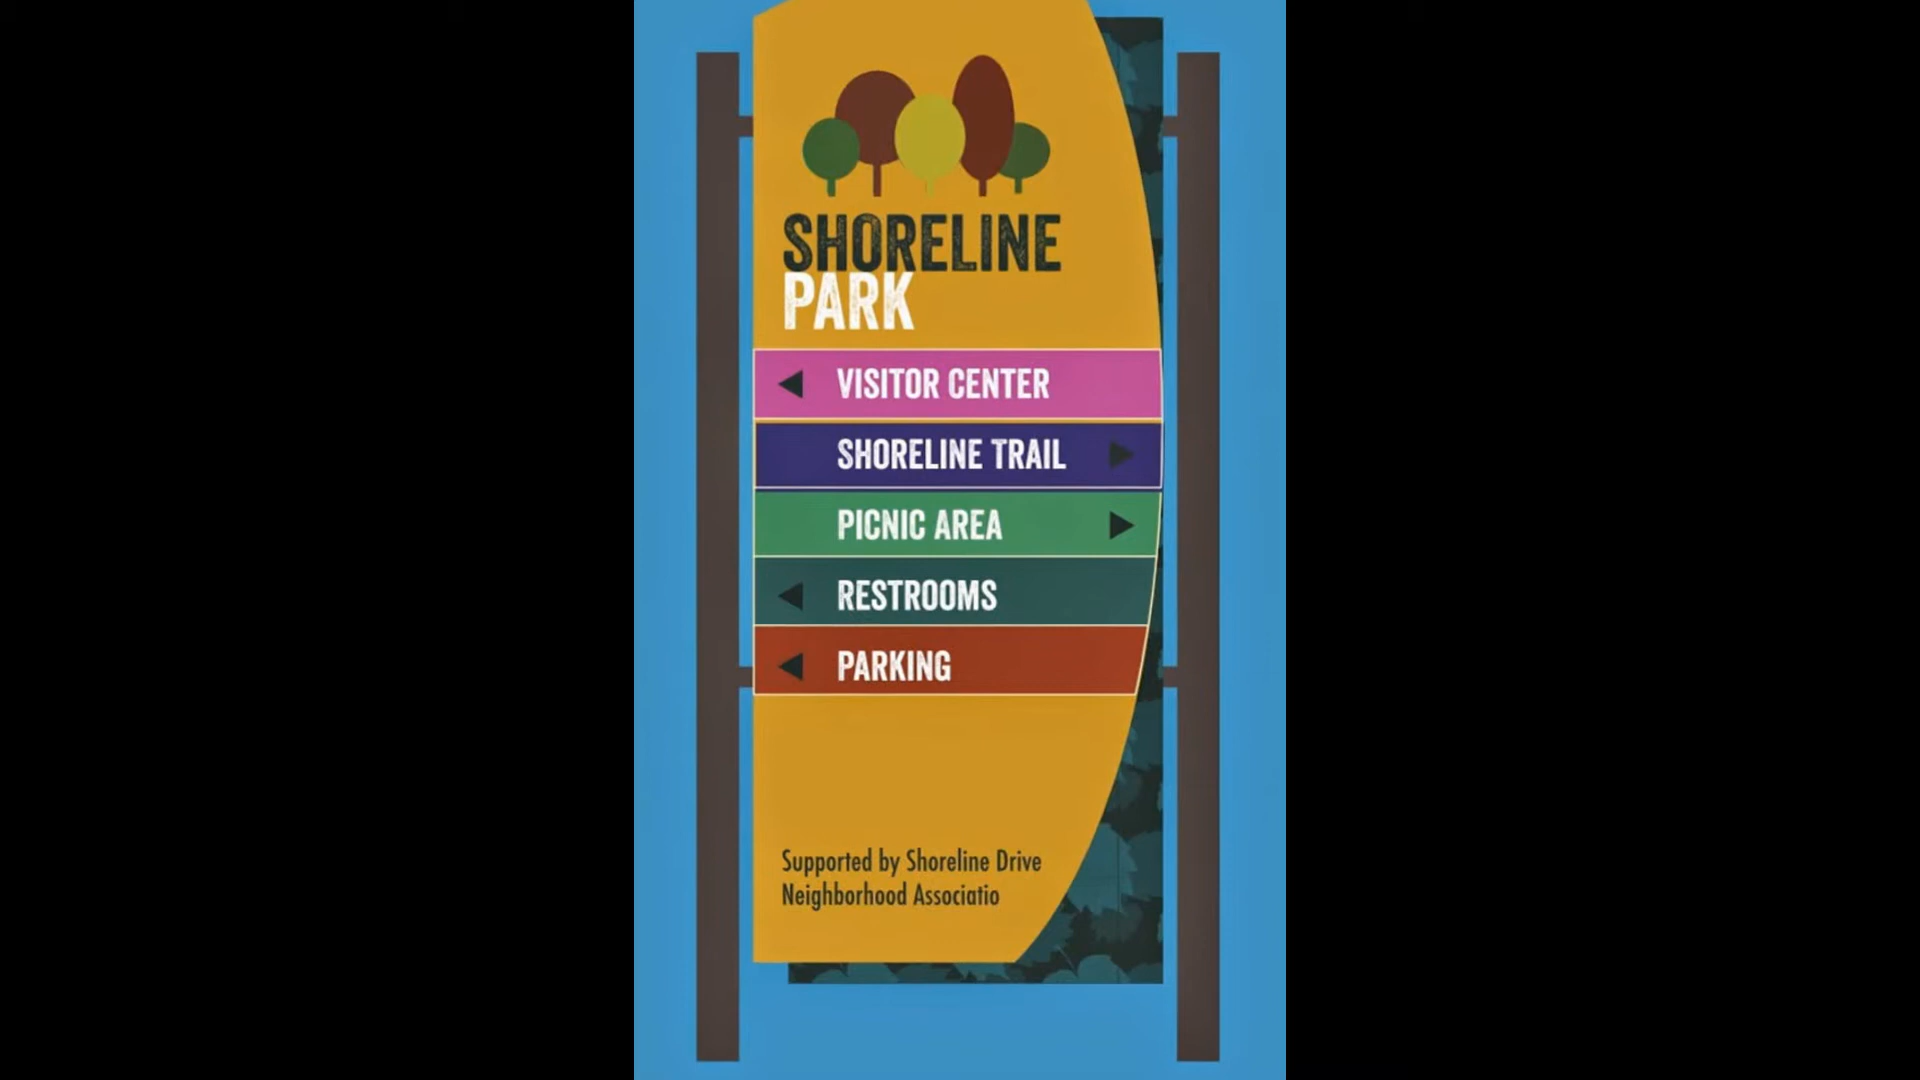 SHORELINE
PARK
VISITOR CENTER
SHORELINE TRAIL
PICNIC AREA
RESTROOMS
PARKING
Supported by Shoreline Drive
Neighborhood Associatio